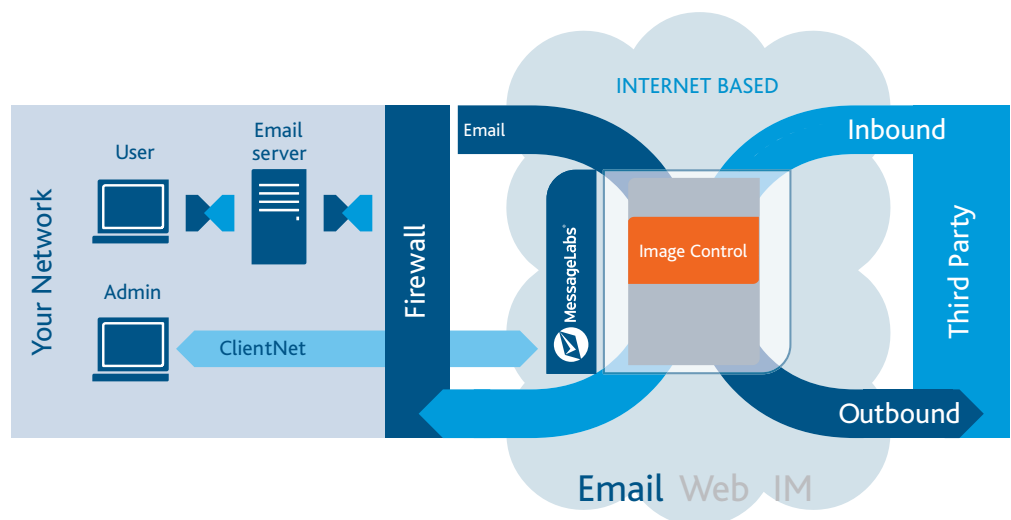 INTERNET BASED
Email
Inbound
User
Email
server
Your Network
Firewall
MessageLabs®
Image Control
Third Party
Admin
ClientNet
Outbound
Email Web IM